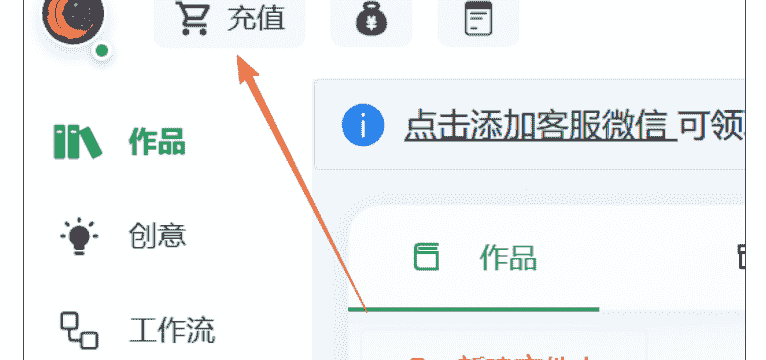 充值
点击添加客服微信 可领
作品
创意
作品
工作流